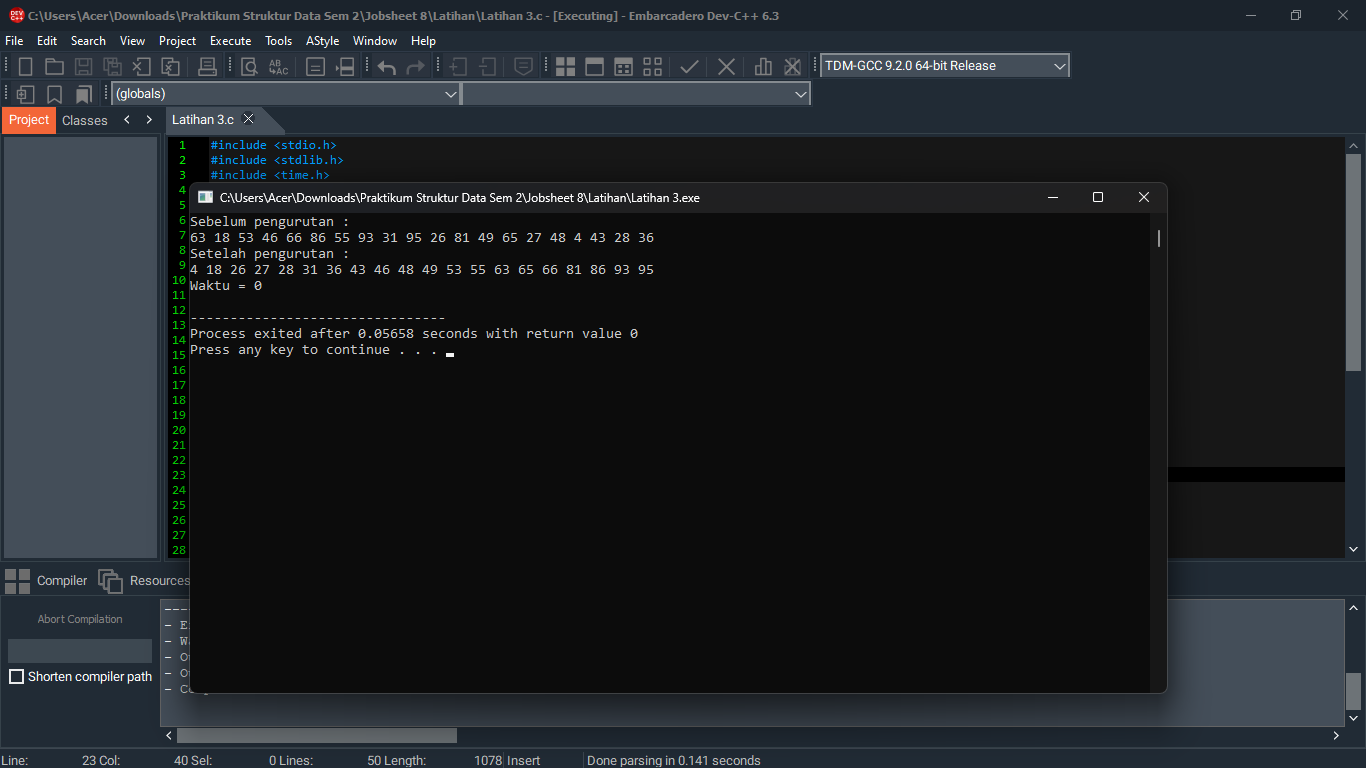 C:\Users\Acer\Downloads\Praktikum Struktur Data Sem 2\Jobsheet 8\Latihan\Latihan 3.c - [Executing] - Embarcadero Dev-C++ 6.3
File Edit Search View Project Execute Tools AStyle Window Help
TDM-GCC 9.2.0 64-bit Release
(globals)
Project Classes Latihan 3.c
1 #include <stdio.h>
2 #include <stdlib.h>
3 #include <time.h>
4
C:\Users\Acer\Downloads\Praktikum Struktur Data Sem 2\Jobsheet 8\Latihan\Latihan 3.exe
5
6 Sebelum pengurutan :
7 63 18 53 46 66 86 55 93 31 95 26 81 49 65 27 48 4 43 28 36
8 Setelah pengurutan :
9 4 18 26 27 28 31 36 43 46 48 49 53 55 63 65 66 81 86 93 95
10 Waktu = 0
11
12
--------------------------------
13 Process exited after 0.05658 seconds with return value 0
14
15 Press any key to continue . . .
16
17
18
19
20
21
22
23
24
25
26
27
28
Compiler Resources
Abort Compilation
Shorten compiler path
Line: 23 Col: 40 Sel: 0 Lines: 50 Length: 1078 Insert Done parsing in 0.141 seconds